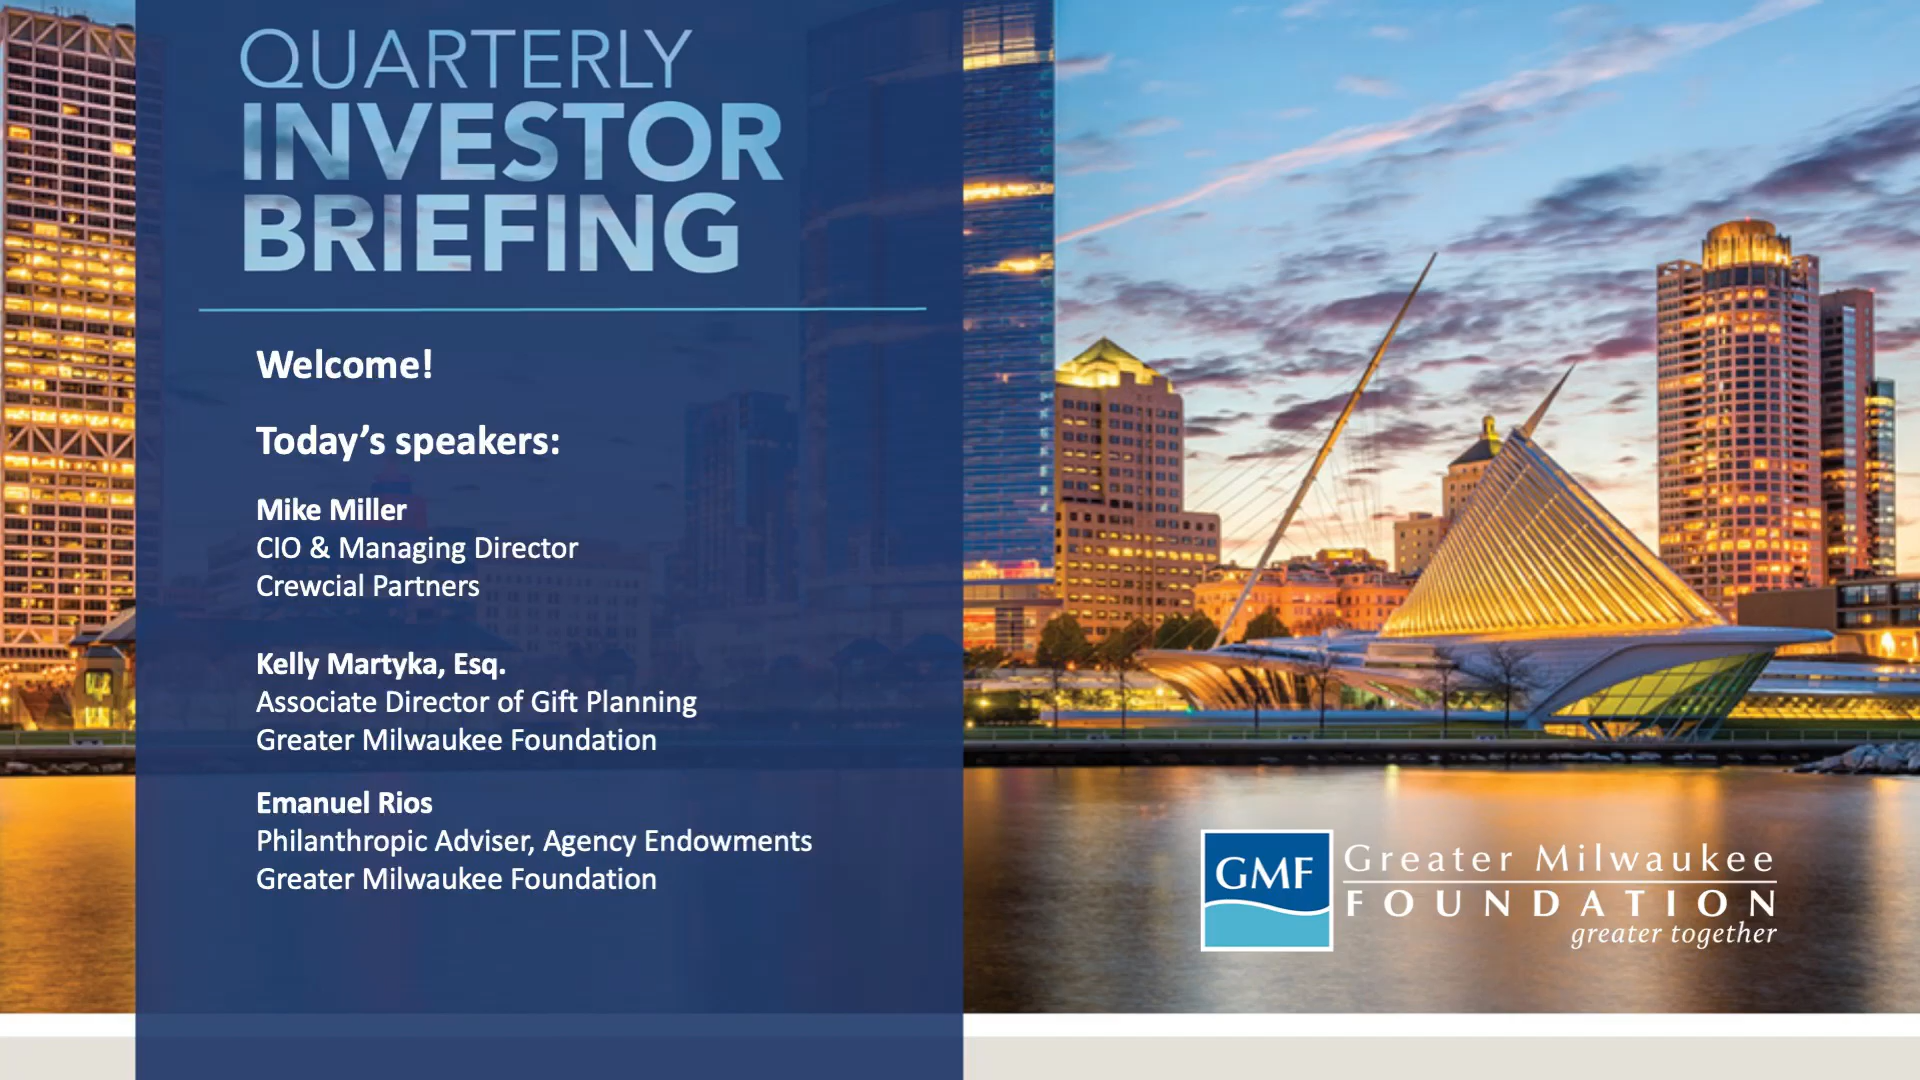 QUARTERLY
INVESTOR
BRIEFING
Welcome!
Today’s speakers:
Mike Miller
CIO & Managing Director
Crewcial Partners
Kelly Martyka, Esq.
Associate Director of Gift Planning
Greater Milwaukee Foundation
Emanuel Rios
Philanthropic Adviser, Agency Endowments
Greater Milwaukee Foundation
GMF
Greater Milwaukee
FOUNDATION
greater together